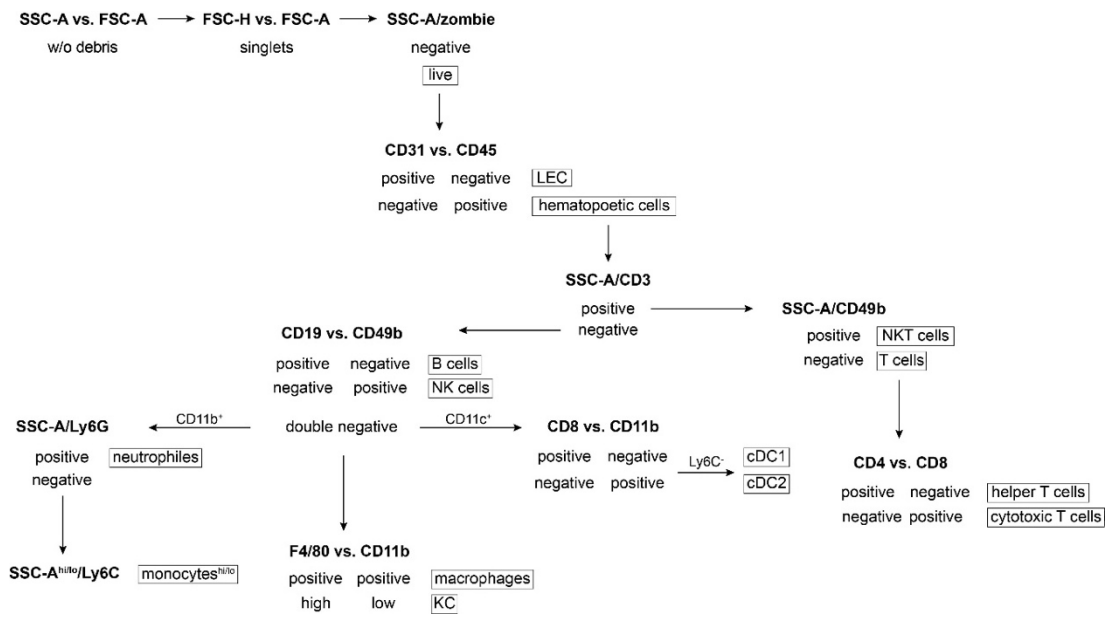 SSC-A vs. FSC-A FSC-H vs. FSC-A SSC-A/zombie
w/o debris singlets negative
live
CD31 vs. CD45
positive negative LEC
negative positive hematopoetic cells
SSC-A/CD3
positive
negative
SSC-A/CD49b
positive NKT cells
negative T cells
CD19 vs. CD49b
positive negative B cells
negative positive NK cells
double negative
CD11b⁺
CD11c⁺
SSC-A/Ly6G
positive neutrophiles
negative
SSC-Aʰⁱ/ˡᵒ/Ly6C monocytesʰⁱ/ˡᵒ
F4/80 vs. CD11b
positive positive macrophages
high low KC
CD8 vs. CD11b
positive negative
negative positive
Ly6C⁻
cDC1
cDC2
CD4 vs. CD8
positive negative helper T cells
negative positive cytotoxic T cells